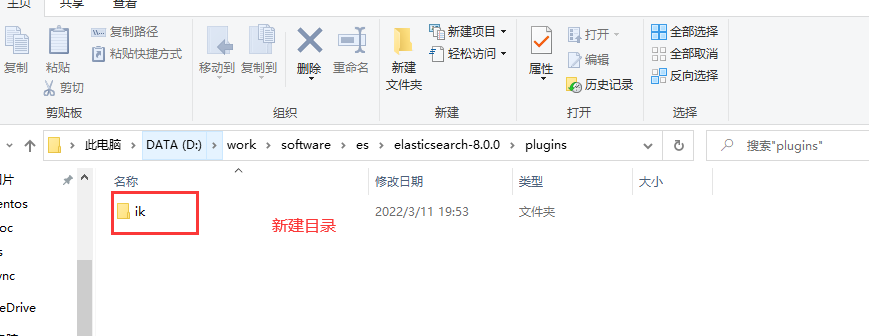 主页 共享 查看
复制
粘贴
复制路径
粘贴快捷方式
剪切
剪贴板
移动到 复制到 删除 重命名
组织
新建
文件夹
新建项目
轻松访问
新建
属性
打开
编辑
历史记录
打开
全部选择
全部取消
反向选择
选择
此电脑 DATA (D:) work software es elasticsearch-8.0.0 plugins
搜索"plugins"
名称 修改日期 类型 大小
ik 新建目录 2022/3/11 19:53 文件夹
片
entos
oc
s
ync
eDrive